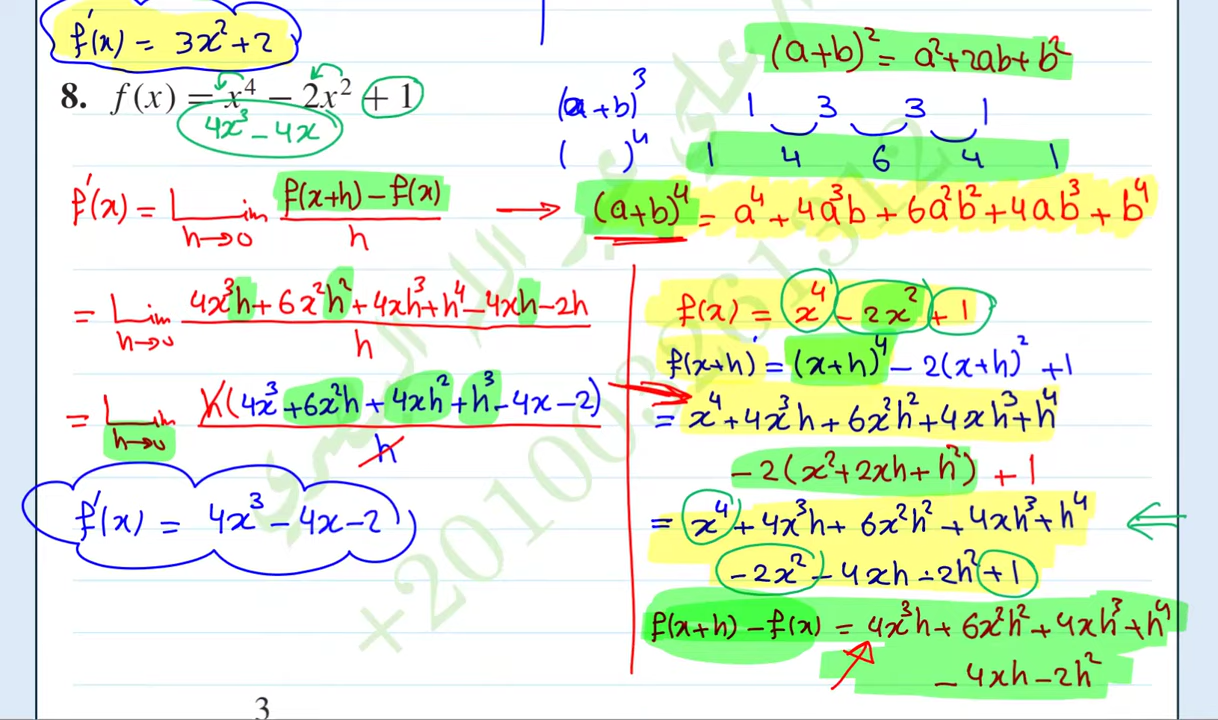 f'(x) = 3x² + 2
(a+b)² = a² + 2ab + b²
8. f(x) = x⁴ − 2x² + 1
4x³ − 4x
(a+b)³ 1 3 3 1
( )⁴ 1 4 6 4 1
f'(x) = Lim h→0 f(x+h) − f(x) / h → (a+b)⁴ = a⁴ + 4a³b + 6a²b² + 4ab³ + b⁴
= Lim h→0 4x³h + 6x²h² + 4xh³ + h⁴ − 4xh − 2h / h
= Lim h→0 h(4x³ + 6x²h + 4xh² + h³ − 4x − 2) / h
f'(x) = 4x³ − 4x − 2
f(x) = x⁴ − 2x² + 1
f(x+h) = (x+h)⁴ − 2(x+h)² + 1
= x⁴ + 4x³h + 6x²h² + 4xh³ + h⁴
− 2(x² + 2xh + h²) + 1
= x⁴ + 4x³h + 6x²h² + 4xh³ + h⁴
− 2x² − 4xh − 2h² + 1
f(x+h) − f(x) = 4x³h + 6x²h² + 4xh³ + h⁴
− 4xh − 2h²
3